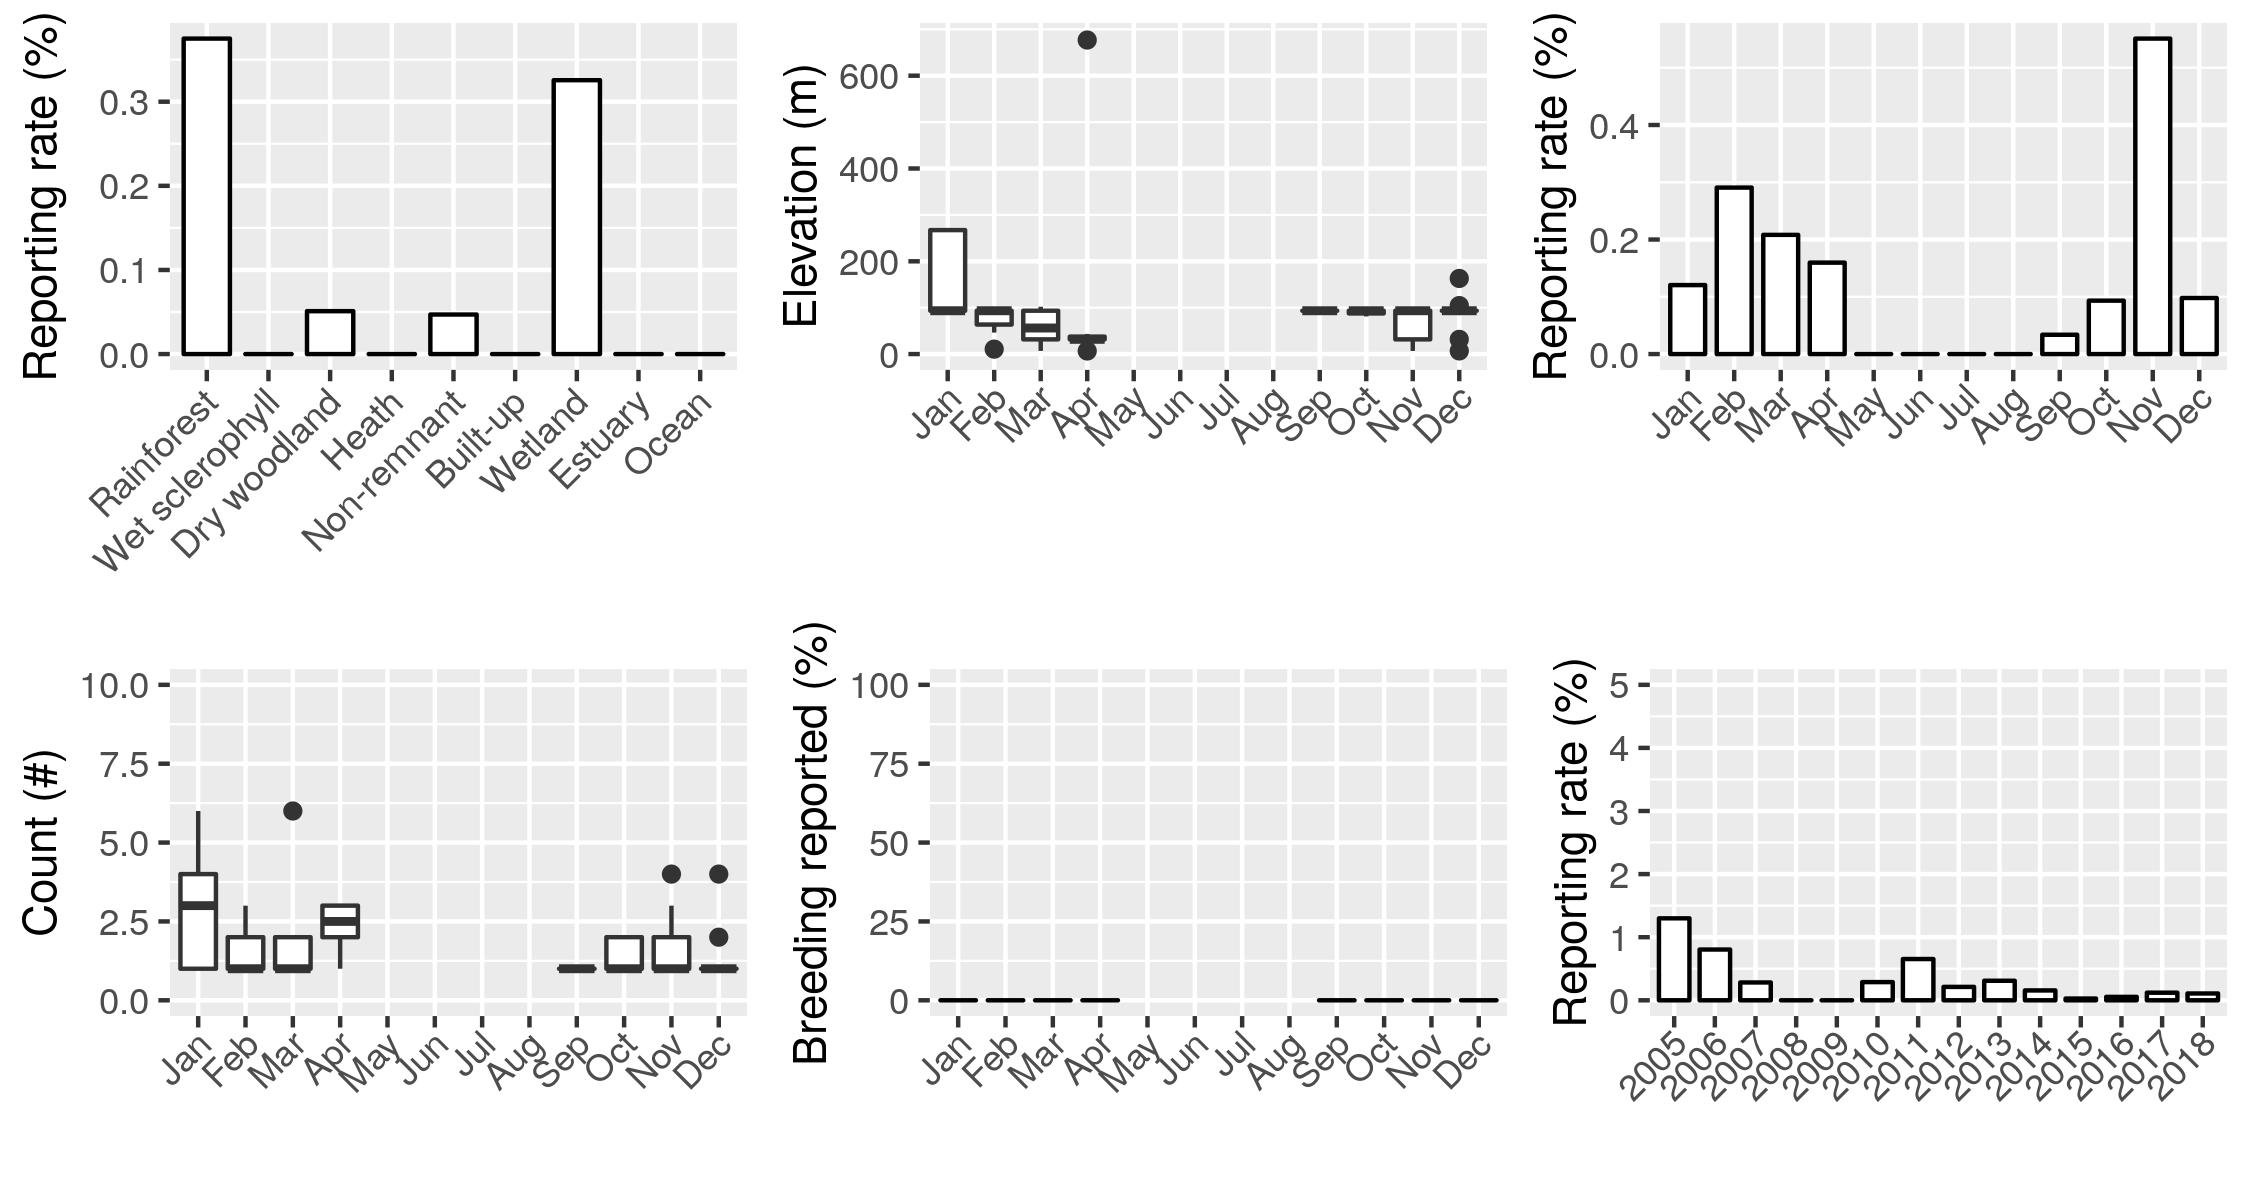 Reporting rate (%)
0.3
0.2
0.1
0.0
Rainforest
Wet sclerophyll
Dry woodland
Heath
Non-remnant
Built-up
Wetland
Estuary
Ocean
Elevation (m)
600
400
200
0
Jan
Feb
Mar
Apr
May
Jun
Jul
Aug
Sep
Oct
Nov
Dec
Reporting rate (%)
0.4
0.2
0.0
Jan
Feb
Mar
Apr
May
Jun
Jul
Aug
Sep
Oct
Nov
Dec
Count (#)
10.0
7.5
5.0
2.5
0.0
Jan
Feb
Mar
Apr
May
Jun
Jul
Aug
Sep
Oct
Nov
Dec
Breeding reported (%)
100
75
50
25
0
Jan
Feb
Mar
Apr
May
Jun
Jul
Aug
Sep
Oct
Nov
Dec
Reporting rate (%)
5
4
3
2
1
0
2005
2006
2007
2008
2009
2010
2011
2012
2013
2014
2015
2016
2017
2018